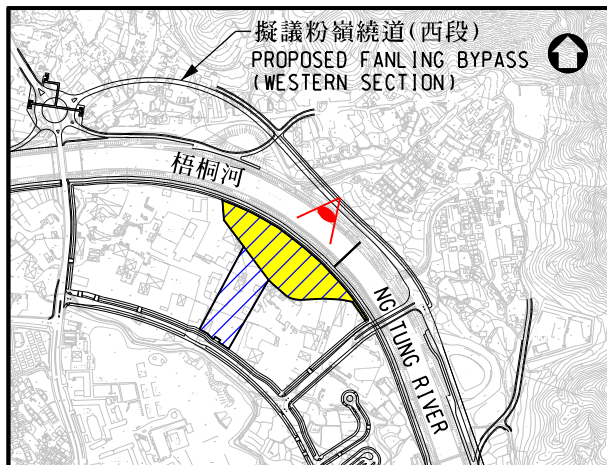 擬議粉嶺繞道(西段)
PROPOSED FANLING BYPASS
(WESTERN SECTION)
梧桐河
NG TUNG RIVER